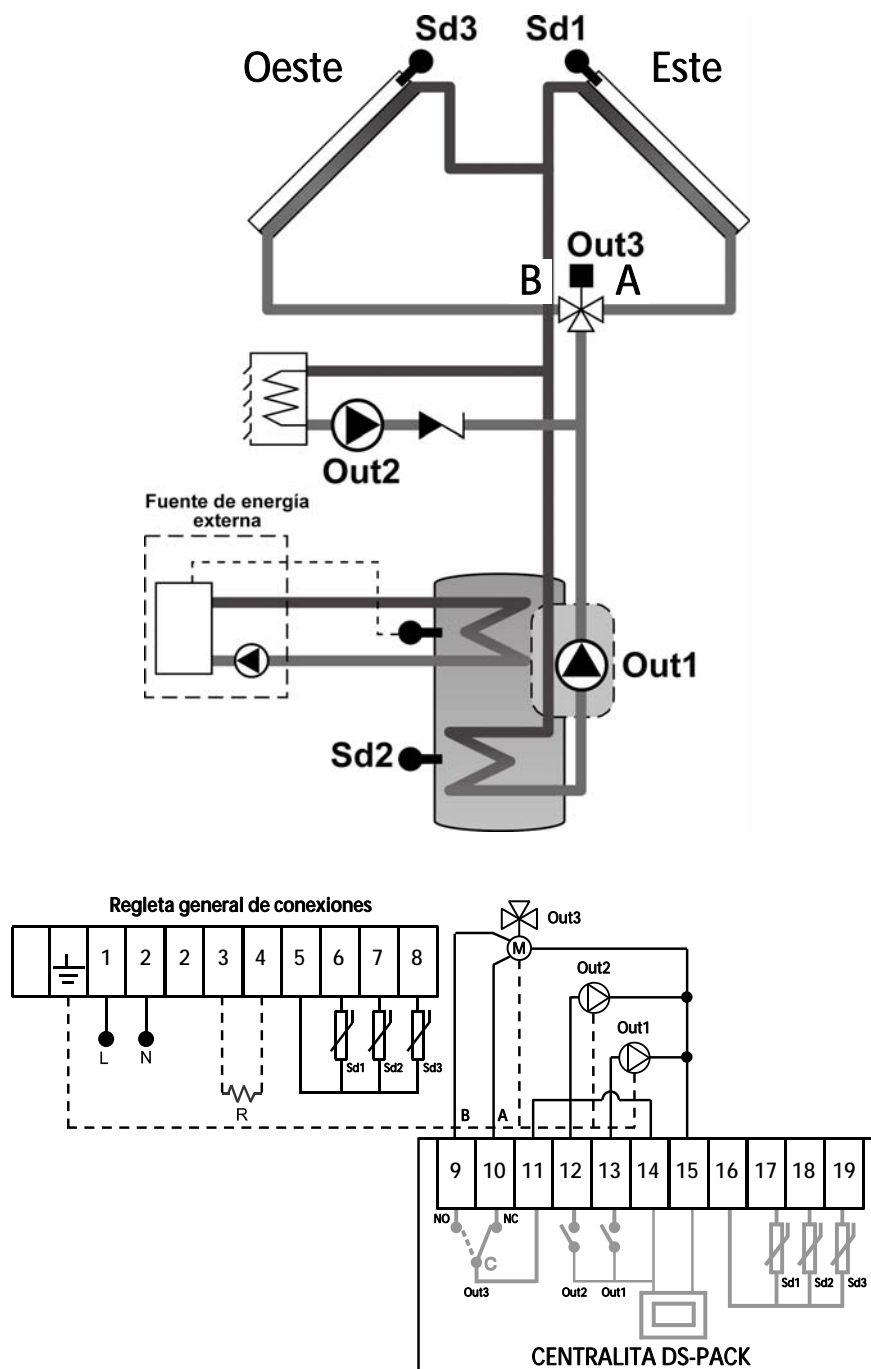 Sd3 Sd1
Oeste Este
Out3
B A
Out2
Fuente de energía
externa
Out1
Sd2
Regleta general de conexiones
1 2 2 3 4 5 6 7 8
L N
R
Sd1 Sd2 Sd3
Out3
M
Out2
Out1
B A
9 10 11 12 13 14 15 16 17 18 19
NO NC
C
Out3 Out2 Out1
Sd1 Sd2 Sd3
CENTRALITA DS-PACK